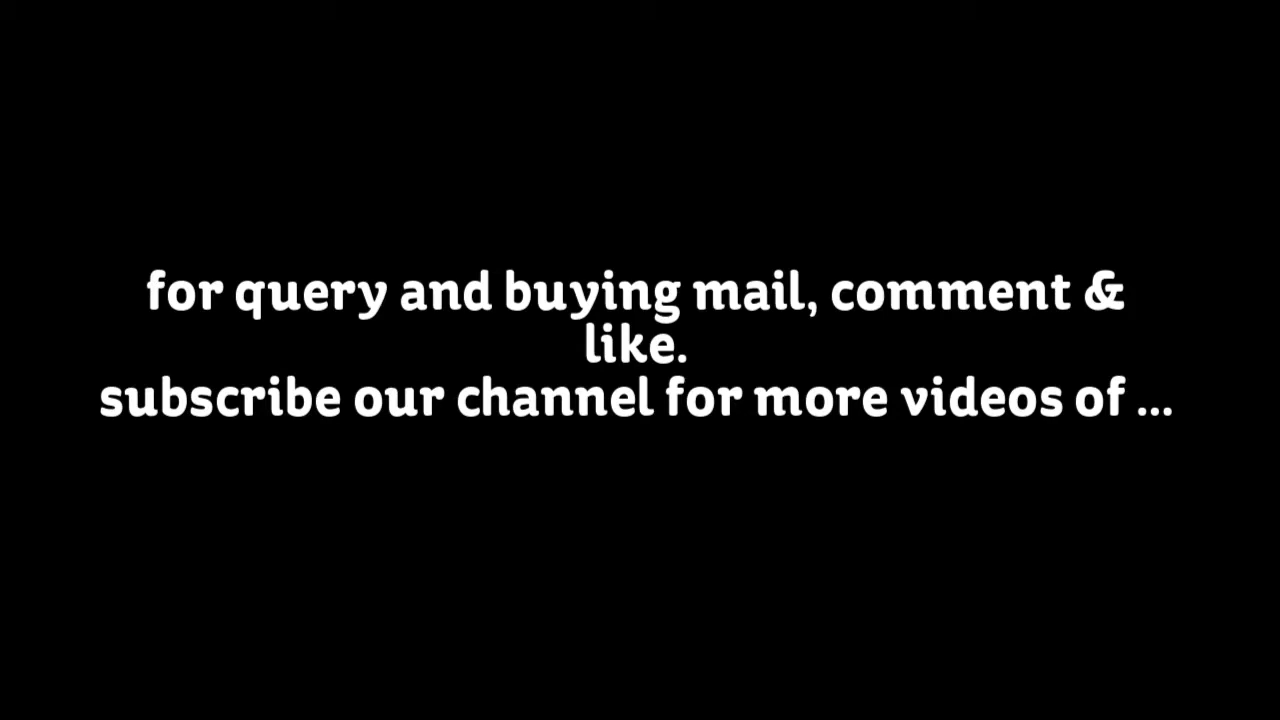 for query and buying mail, comment &
like.
subscribe our channel for more videos of ...